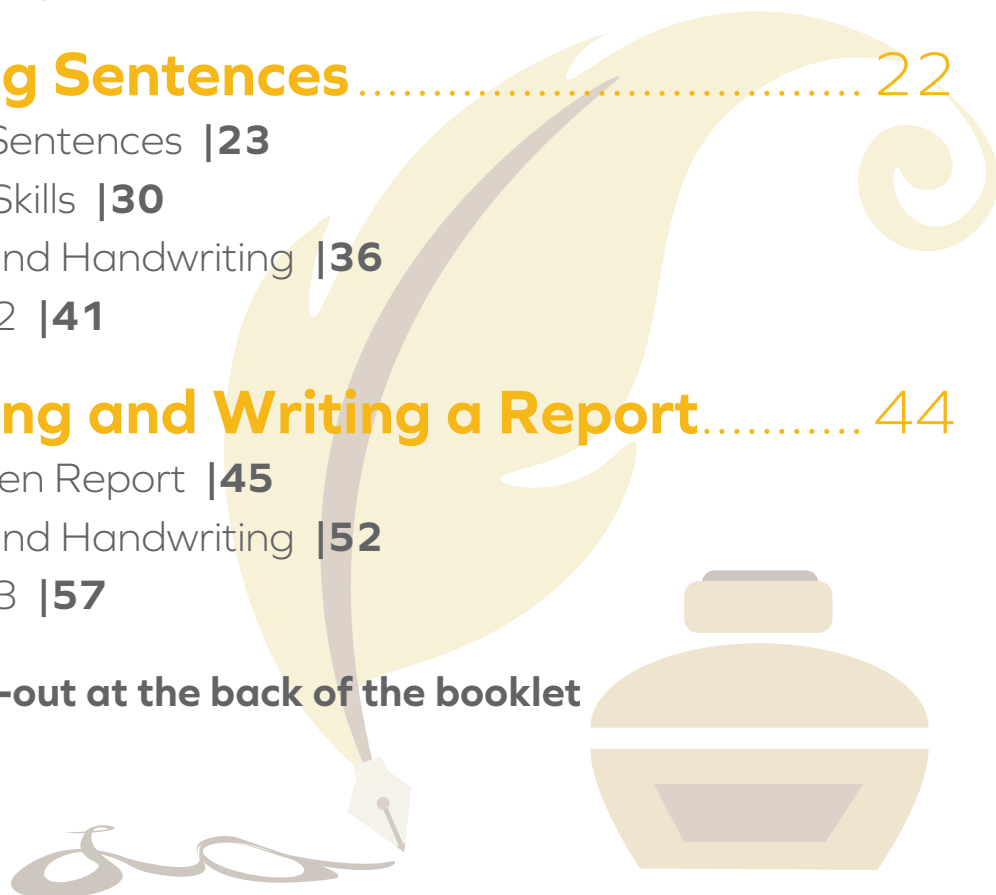 g Sentences.................................. 22
Sentences |23
Skills |30
nd Handwriting |36
2 |41
ng and Writing a Report........... 44
en Report |45
nd Handwriting |52
3 |57
-out at the back of the booklet